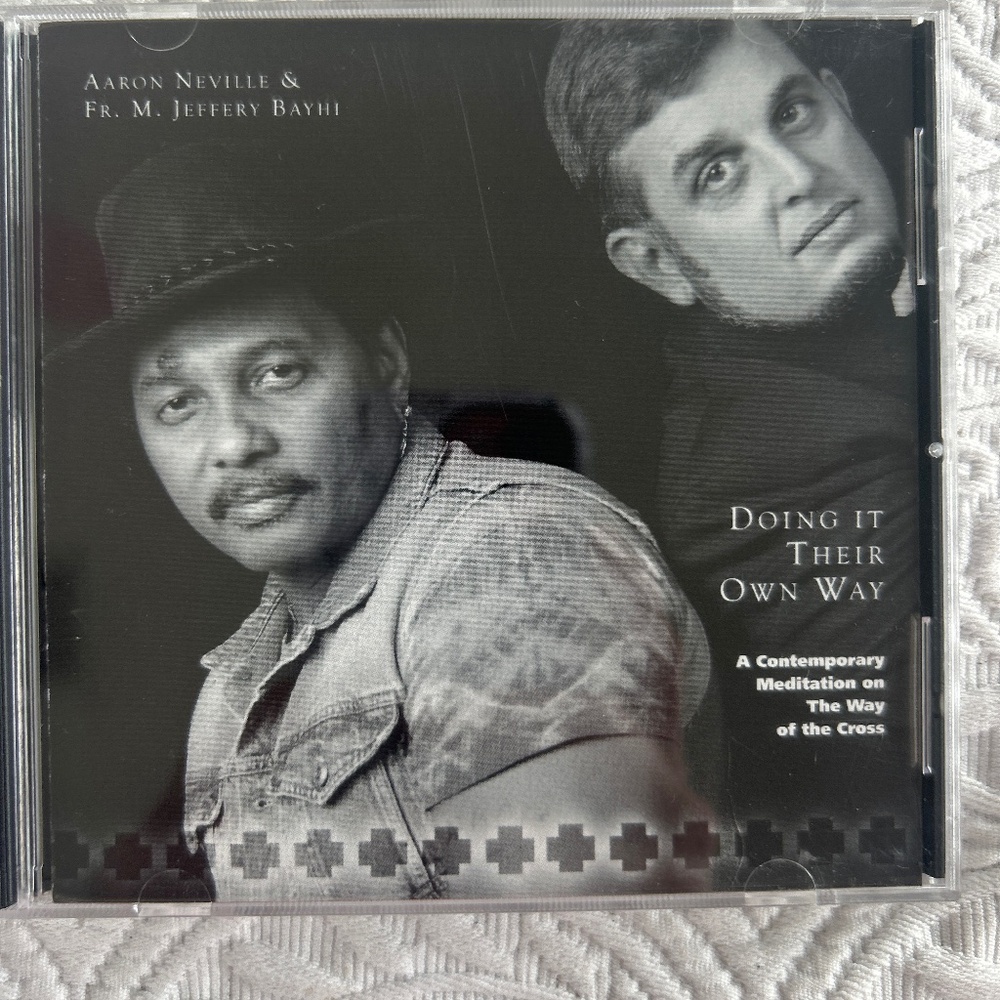 Aaron Neville &
Fr. M. Jeffery Bayhi
Doing it
Their
Own Way
A Contemporary
Meditation on
The Way
of the Cross